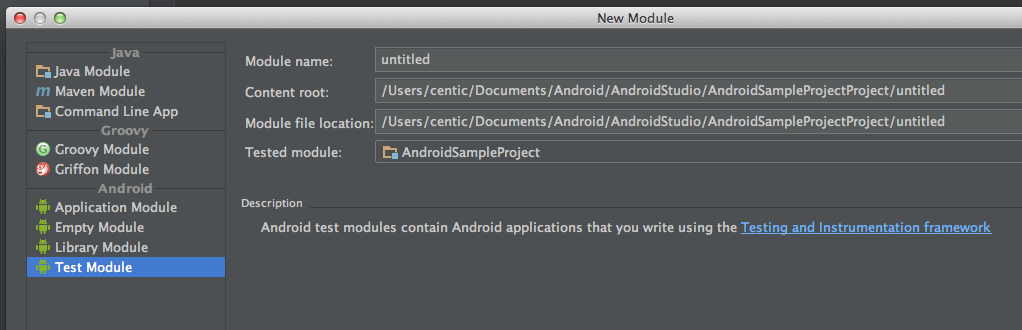 New Module
Java
Java Module
Maven Module
Command Line App
Groovy
Groovy Module
Griffon Module
Android
Application Module
Empty Module
Library Module
Test Module
Module name: untitled
Content root: /Users/centic/Documents/Android/AndroidStudio/AndroidSampleProjectProject/untitled
Module file location: /Users/centic/Documents/Android/AndroidStudio/AndroidSampleProjectProject/untitled
Tested module: AndroidSampleProject
Description
Android test modules contain Android applications that you write using the Testing and Instrumentation framework